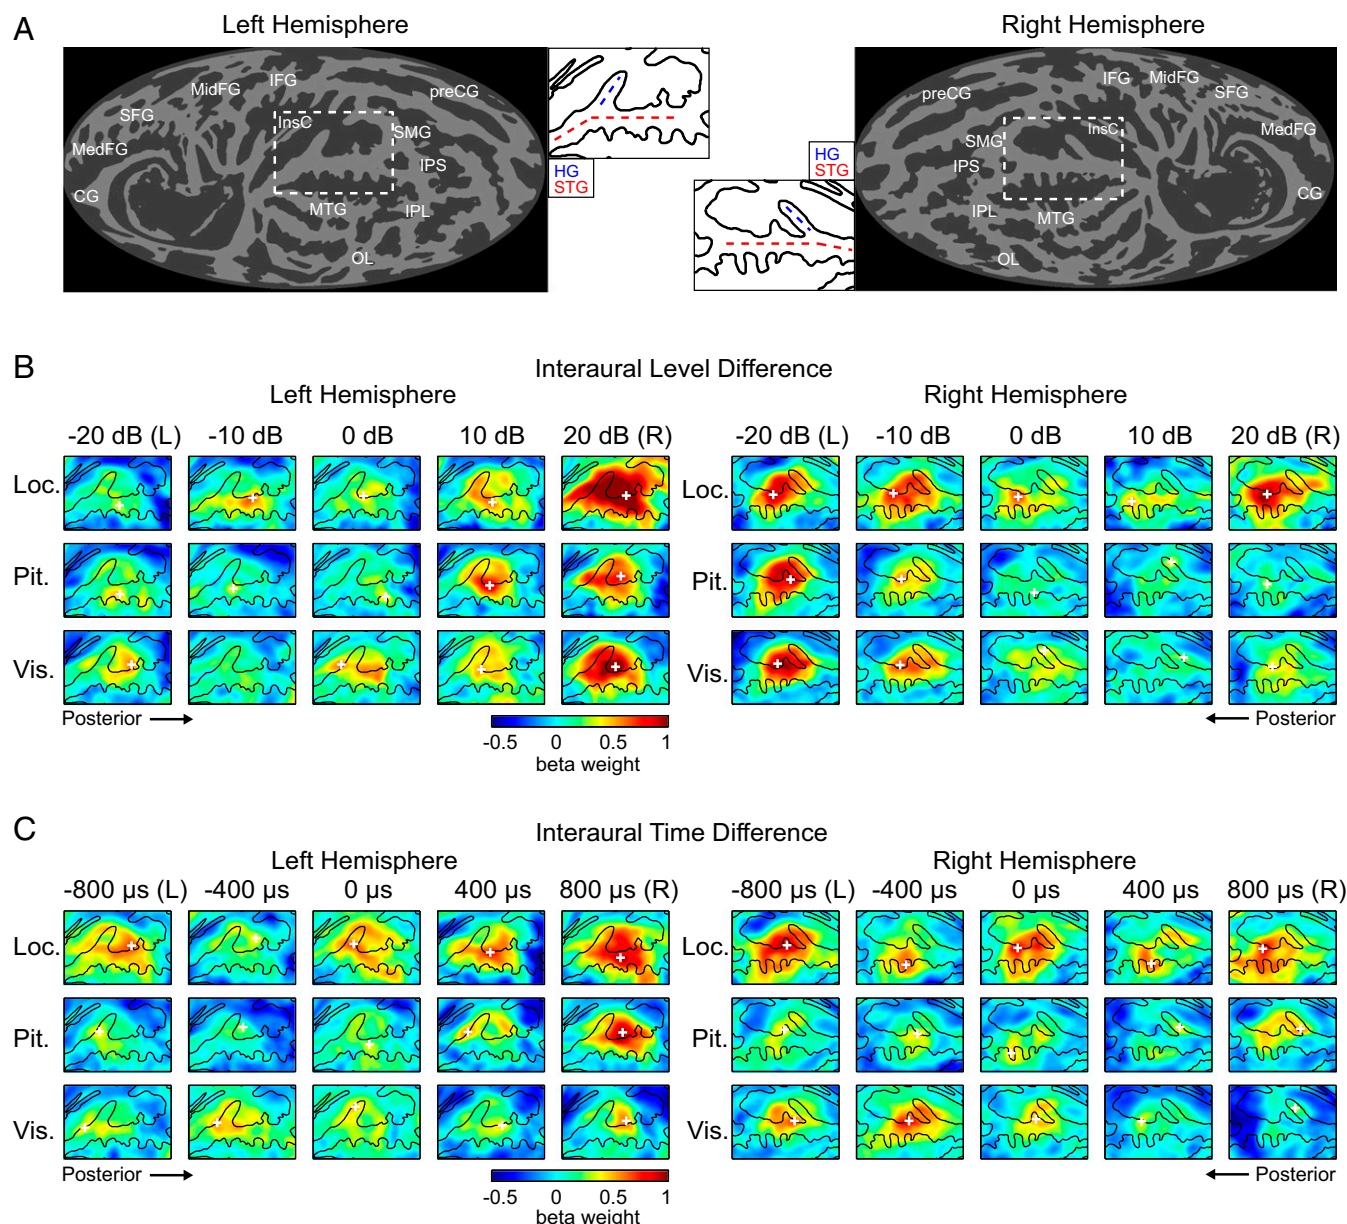 A
Left Hemisphere
Right Hemisphere
MidFG
IFG
SFG
preCG
InsC
SMG
MedFG
IPS
CG
MTG
IPL
OL
HG
STG
HG
STG
IFG
MidFG
preCG
SFG
InsC
MedFG
SMG
IPS
CG
IPL
MTG
OL
B
Interaural Level Difference
Left Hemisphere
Right Hemisphere
-20 dB (L) -10 dB 0 dB 10 dB 20 dB (R)
-20 dB (L) -10 dB 0 dB 10 dB 20 dB (R)
Loc.
Loc.
Pit.
Pit.
Vis.
Vis.
Posterior
Posterior
-0.5 0 0.5 1
beta weight
C
Interaural Time Difference
Left Hemisphere
Right Hemisphere
-800 µs (L) -400 µs 0 µs 400 µs 800 µs (R)
-800 µs (L) -400 µs 0 µs 400 µs 800 µs (R)
Loc.
Loc.
Pit.
Pit.
Vis.
Vis.
Posterior
Posterior
-0.5 0 0.5 1
beta weight